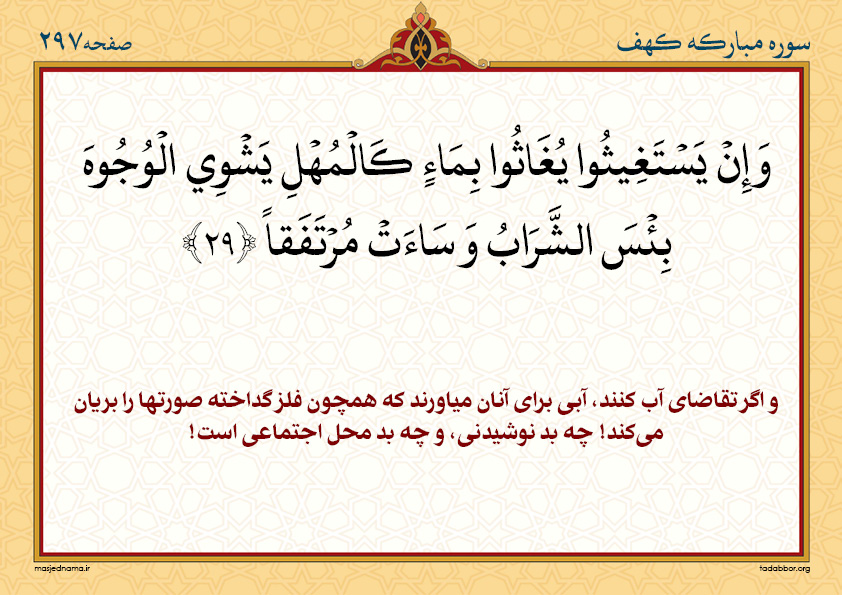 سوره مبارکه کهف
صفحه۲۹۷
وَ إِنْ يَسْتَغِيثُوا يُغَاثُوا بِمَاءٍ كَالْمُهْلِ يَشْوِي الْوُجُوهَ
بِئْسَ الشَّرَابُ وَ سَاءَتْ مُرْتَفَقاً ﴿۲۹﴾
و اگر تقاضای آب کنند، آبی برای آنان میاورند که همچون فلز گداخته صورتها را بریان
می‌کند! چه بد نوشیدنی، و چه بد محل اجتماعی است!
masjednama.ir
tadabbor.org